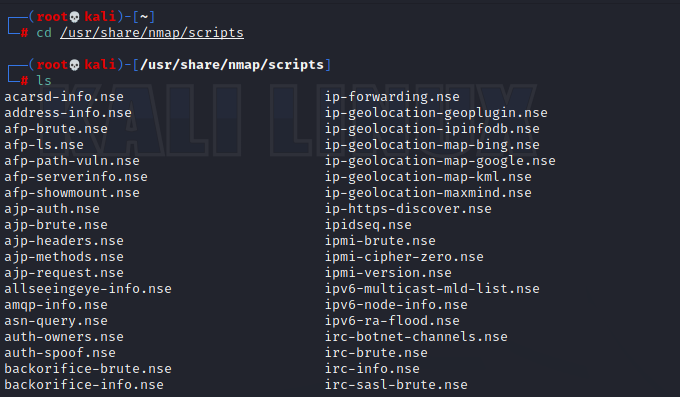 ┌──(root💀kali)-[~]
└─# cd /usr/share/nmap/scripts
┌──(root💀kali)-[/usr/share/nmap/scripts]
└─# ls
KALI LINUX
acarsd-info.nse ip-forwarding.nse
address-info.nse ip-geolocation-geoplugin.nse
afp-brute.nse ip-geolocation-ipinfodb.nse
afp-ls.nse ip-geolocation-map-bing.nse
afp-path-vuln.nse ip-geolocation-map-google.nse
afp-serverinfo.nse ip-geolocation-map-kml.nse
afp-showmount.nse ip-geolocation-maxmind.nse
ajp-auth.nse ip-https-discover.nse
ajp-brute.nse ipidseq.nse
ajp-headers.nse ipmi-brute.nse
ajp-methods.nse ipmi-cipher-zero.nse
ajp-request.nse ipmi-version.nse
allseeingeye-info.nse ipv6-multicast-mld-list.nse
amqp-info.nse ipv6-node-info.nse
asn-query.nse ipv6-ra-flood.nse
auth-owners.nse irc-botnet-channels.nse
auth-spoof.nse irc-brute.nse
backorifice-brute.nse irc-info.nse
backorifice-info.nse irc-sasl-brute.nse